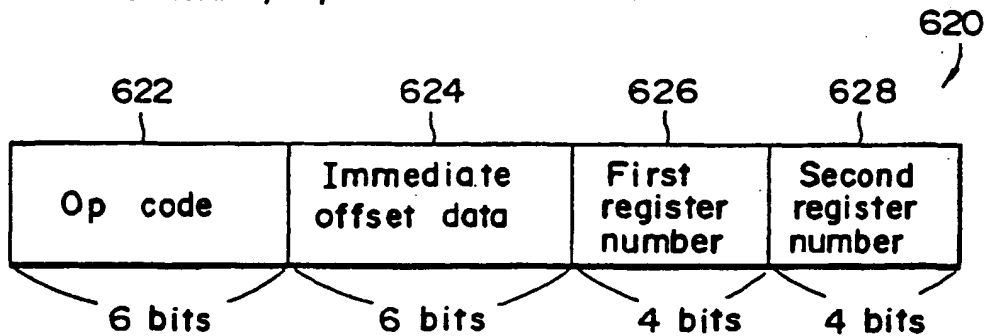 620
622 624 626 628
Op code
Immediate offset data
First register number
Second register number
6 bits 6 bits 4 bits 4 bits